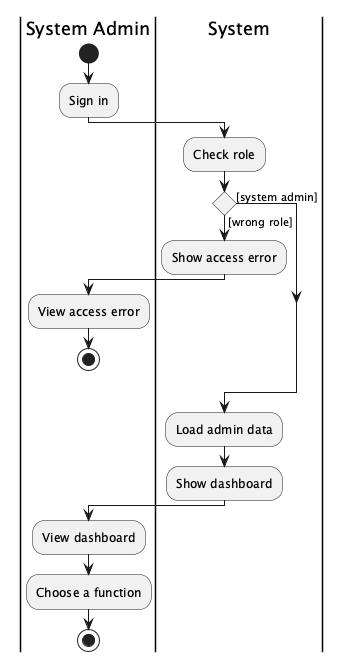 System Admin
System
Sign in
Check role
[system admin]
[wrong role]
Show access error
View access error
Load admin data
Show dashboard
View dashboard
Choose a function